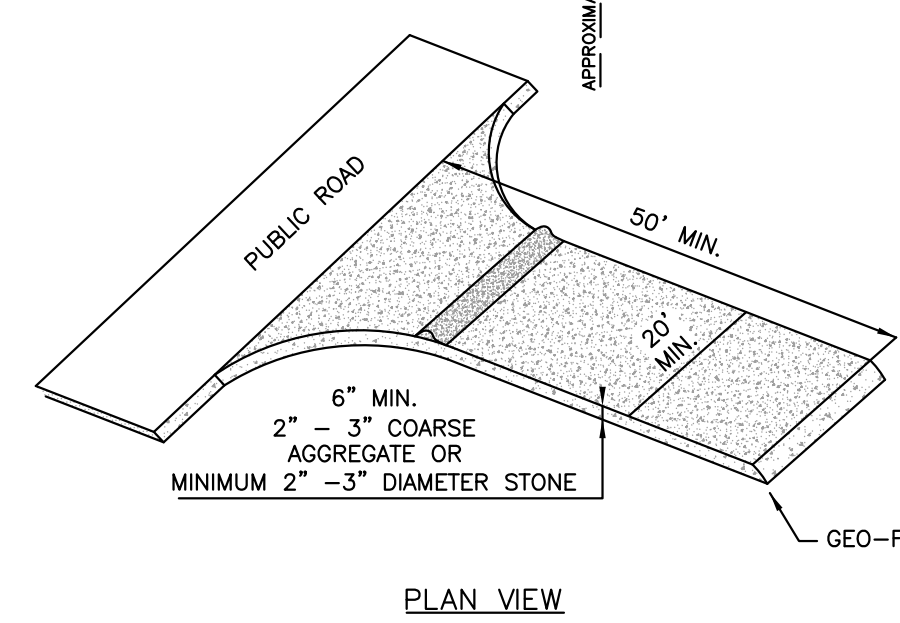 PUBLIC ROAD
50' MIN.
20'
MIN.
6" MIN.
2" – 3" COARSE
AGGREGATE OR
MINIMUM 2" –3" DIAMETER STONE
PLAN VIEW